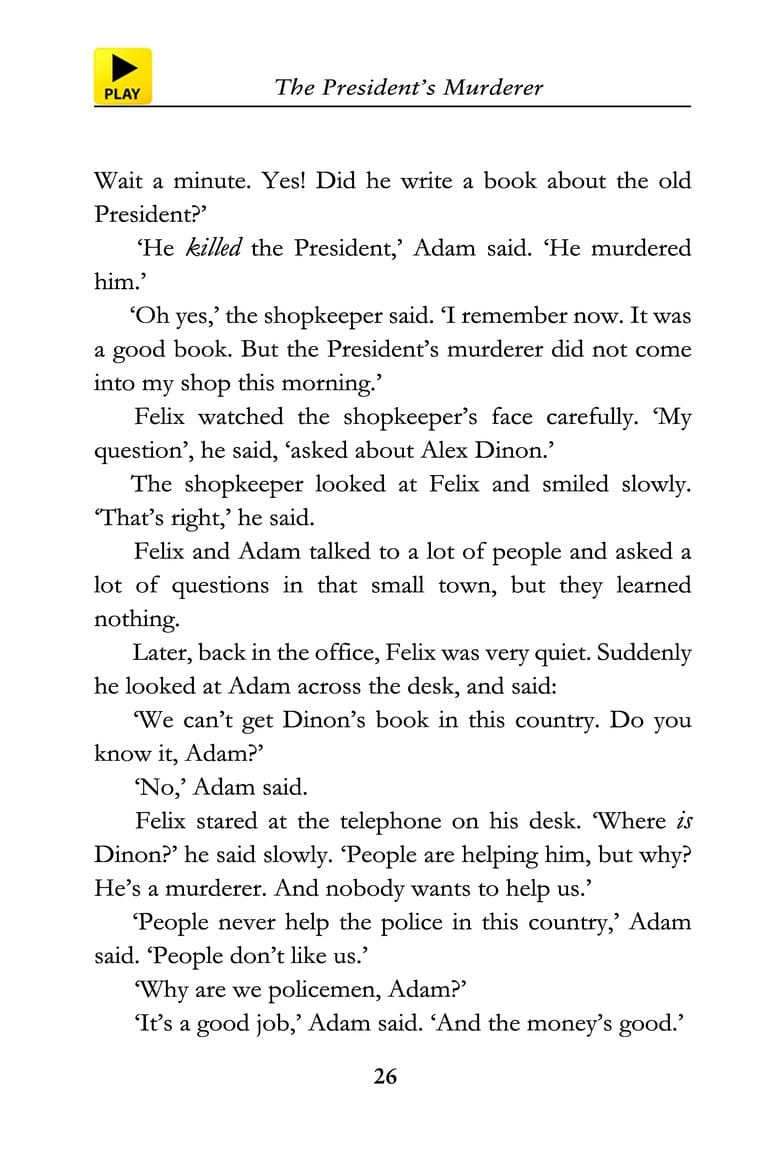 PLAY
The President’s Murderer
Wait a minute. Yes! Did he write a book about the old
President?’
‘He killed the President,’ Adam said. ‘He murdered
him.’
‘Oh yes,’ the shopkeeper said. ‘I remember now. It was
a good book. But the President’s murderer did not come
into my shop this morning.’
Felix watched the shopkeeper’s face carefully. ‘My
question’, he said, ‘asked about Alex Dinon.’
The shopkeeper looked at Felix and smiled slowly.
‘That’s right,’ he said.
Felix and Adam talked to a lot of people and asked a
lot of questions in that small town, but they learned
nothing.
Later, back in the office, Felix was very quiet. Suddenly
he looked at Adam across the desk, and said:
‘We can’t get Dinon’s book in this country. Do you
know it, Adam?’
‘No,’ Adam said.
Felix stared at the telephone on his desk. ‘Where is
Dinon?’ he said slowly. ‘People are helping him, but why?
He’s a murderer. And nobody wants to help us.’
‘People never help the police in this country,’ Adam
said. ‘People don’t like us.’
‘Why are we policemen, Adam?’
‘It’s a good job,’ Adam said. ‘And the money’s good.’
26